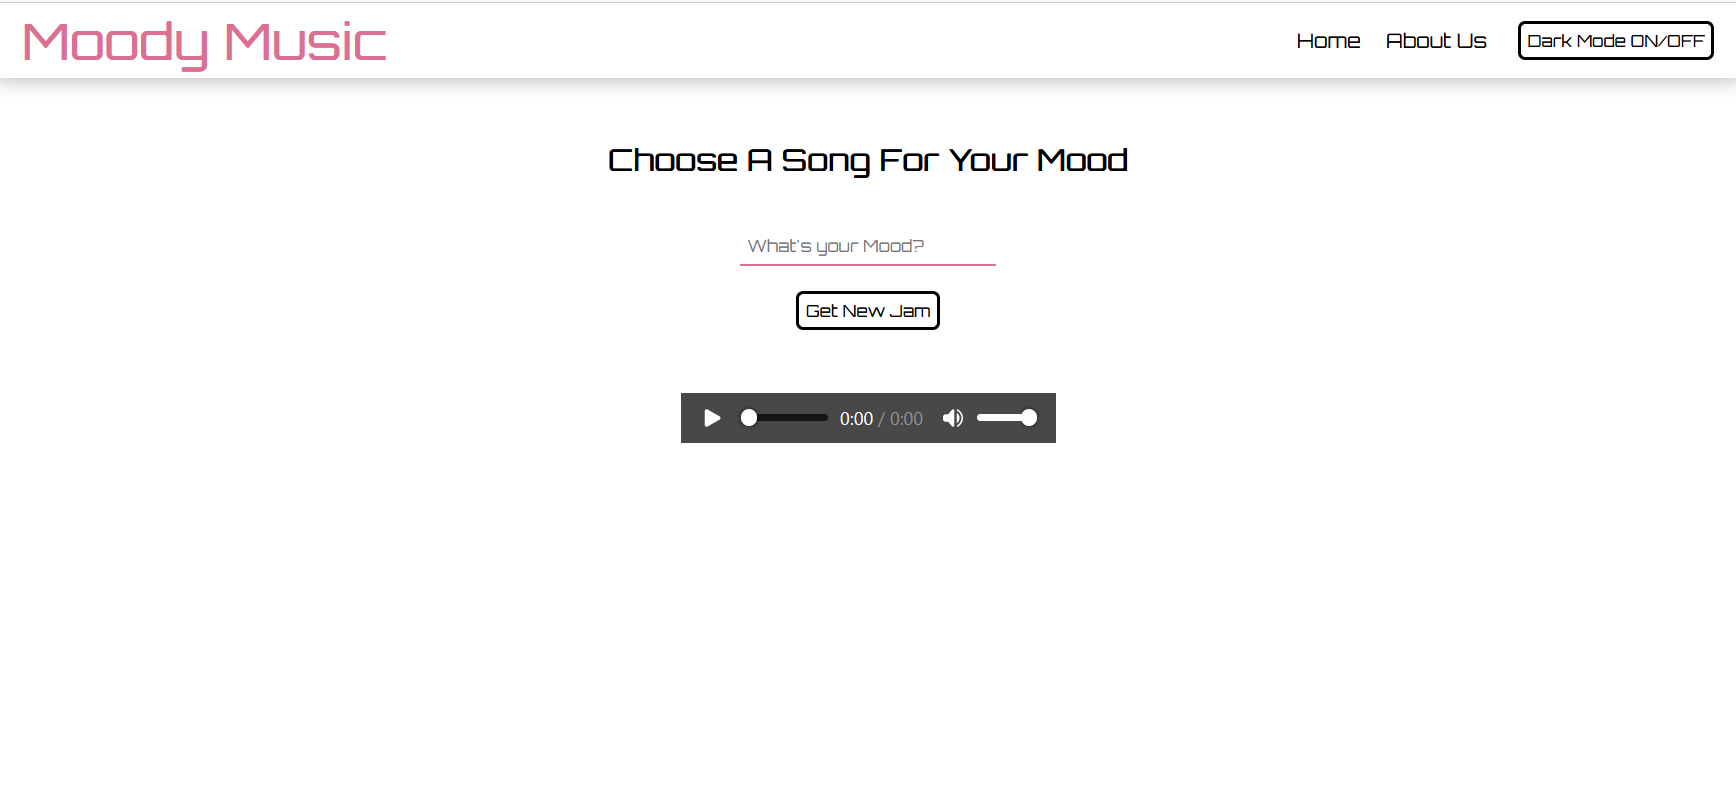 Moody Music
Home
About Us
Dark Mode ON/OFF
Choose A Song For Your Mood
What's your Mood?
Get New Jam
0:00 / 0:00